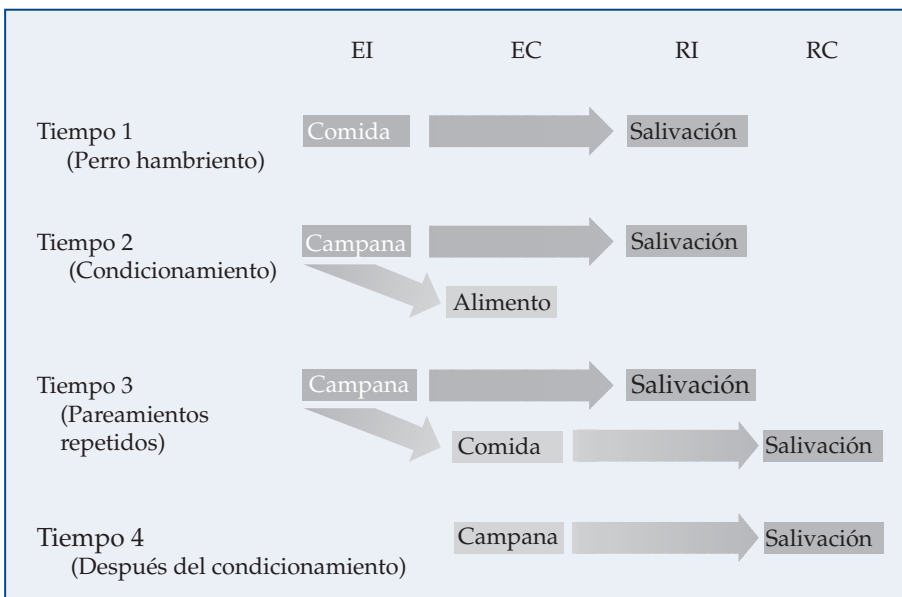 EI EC RI RC
Tiempo 1 Comida Salivación
(Perro hambriento)
Tiempo 2 Campana Salivación
(Condicionamiento)
Alimento
Tiempo 3 Campana Salivación
(Pareamientos
repetidos) Comida Salivación
Tiempo 4 Campana Salivación
(Después del condicionamiento)